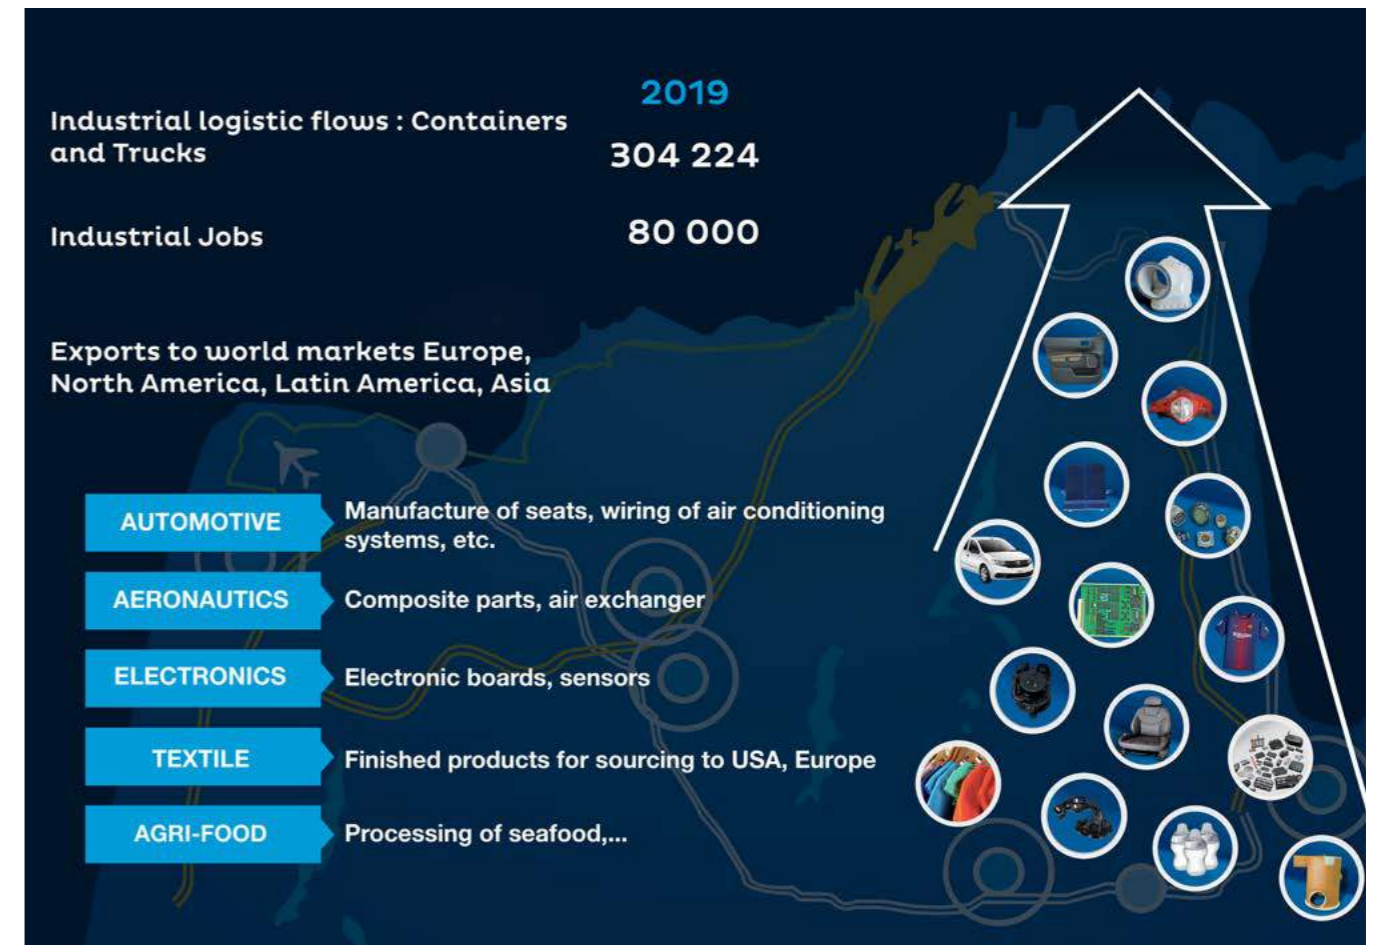 2019
Industrial logistic flows : Containers
and Trucks
304 224
Industrial Jobs
80 000
Exports to world markets Europe,
North America, Latin America, Asia
AUTOMOTIVE
Manufacture of seats, wiring of air conditioning
systems, etc.
AERONAUTICS
Composite parts, air exchanger
ELECTRONICS
Electronic boards, sensors
TEXTILE
Finished products for sourcing to USA, Europe
AGRI-FOOD
Processing of seafood,...